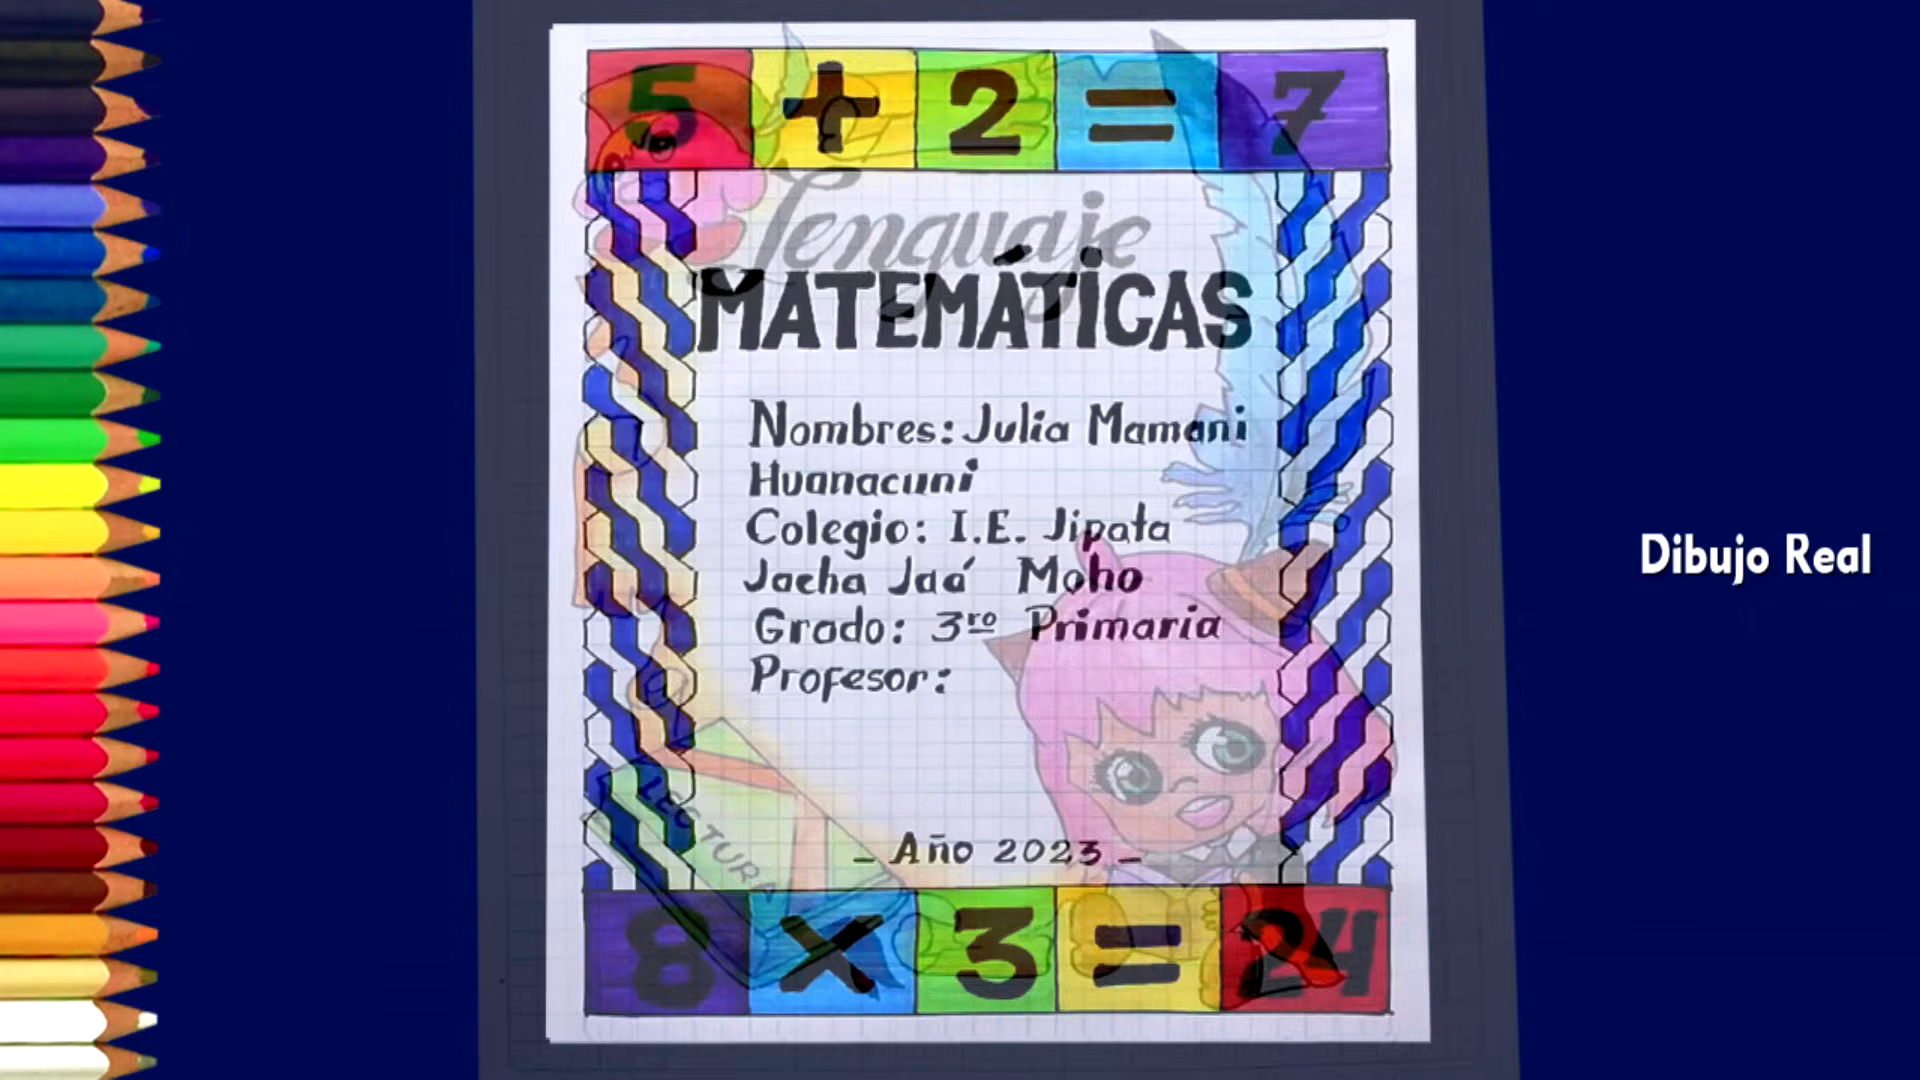 5 + 2 = 7
Lenguaje
MATEMÁTICAS
Nombres: Julia Mamani
Huanacuni
Colegio: I.E. Jipata
Jacha Jaá Moho
Grado: 3ro Primaria
Profesor:
LECTURA
- Año 2023 -
8 x 3 = 24
Dibujo Real